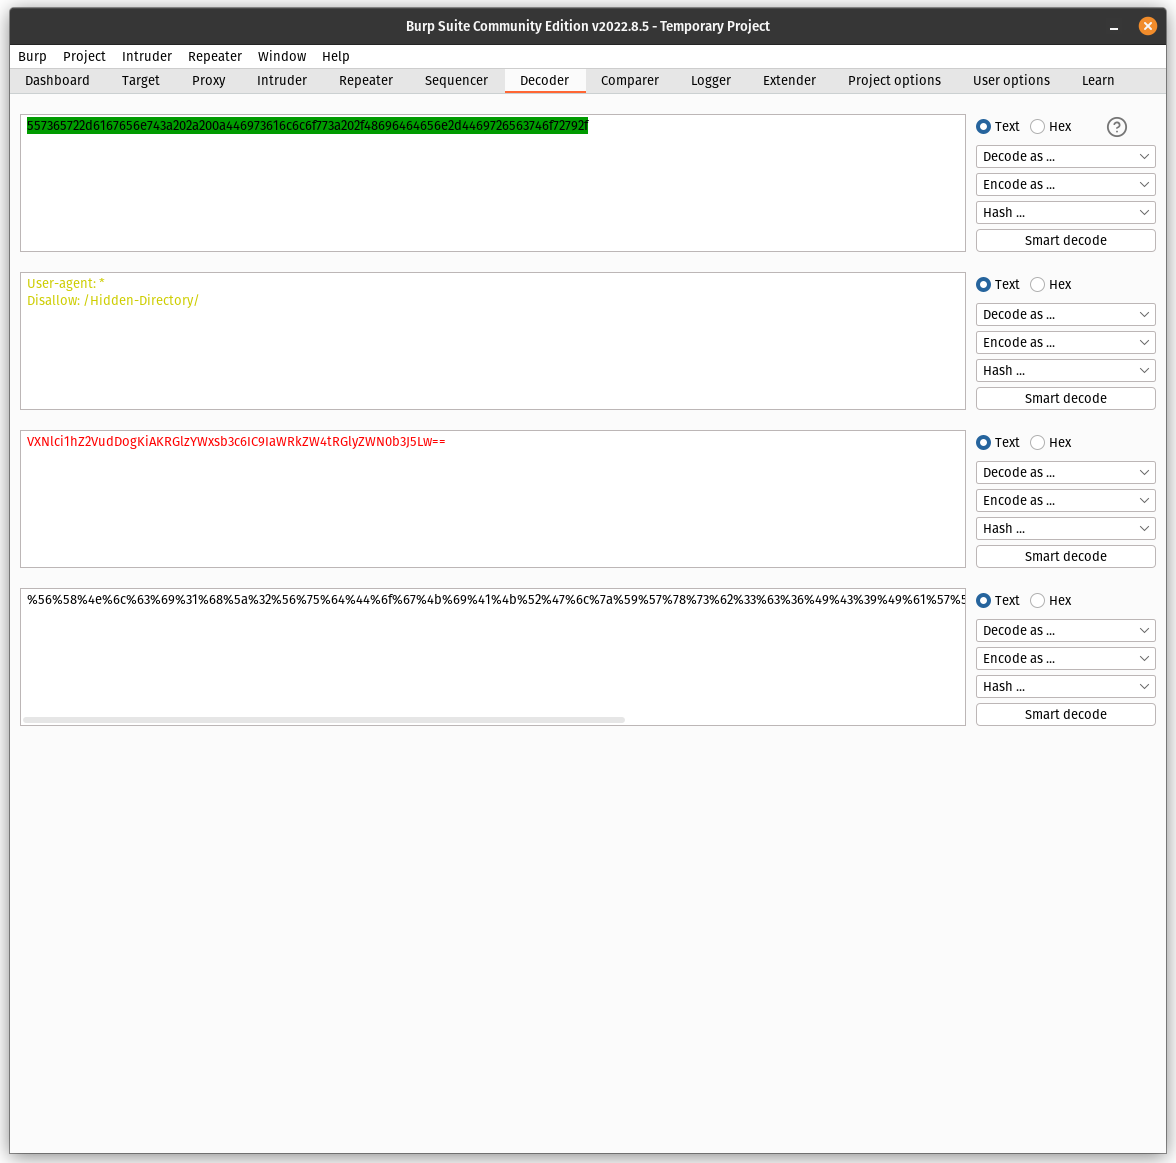 Burp Suite Community Edition v2022.8.5 - Temporary Project
Burp Project Intruder Repeater Window Help
Dashboard Target Proxy Intruder Repeater Sequencer Decoder Comparer Logger Extender Project options User options Learn
557365722d6167656e743a202a200a446973616c6c6f773a202f48696464656e2d4469726563746f72792f
Text Hex ?
Decode as ...
Encode as ...
Hash ...
Smart decode
User-agent: *
Disallow: /Hidden-Directory/
Text Hex
Decode as ...
Encode as ...
Hash ...
Smart decode
VXNlci1hZ2VudDogKiAKRGlzYWxsb3c6IC9IaWRkZW4tRGlyZWN0b3J5Lw==
Text Hex
Decode as ...
Encode as ...
Hash ...
Smart decode
%56%58%4e%6c%63%69%31%68%5a%32%56%75%64%44%6f%67%4b%69%41%4b%52%47%6c%7a%59%57%78%73%62%33%63%36%49%43%39%49%61%57%5
Text Hex
Decode as ...
Encode as ...
Hash ...
Smart decode